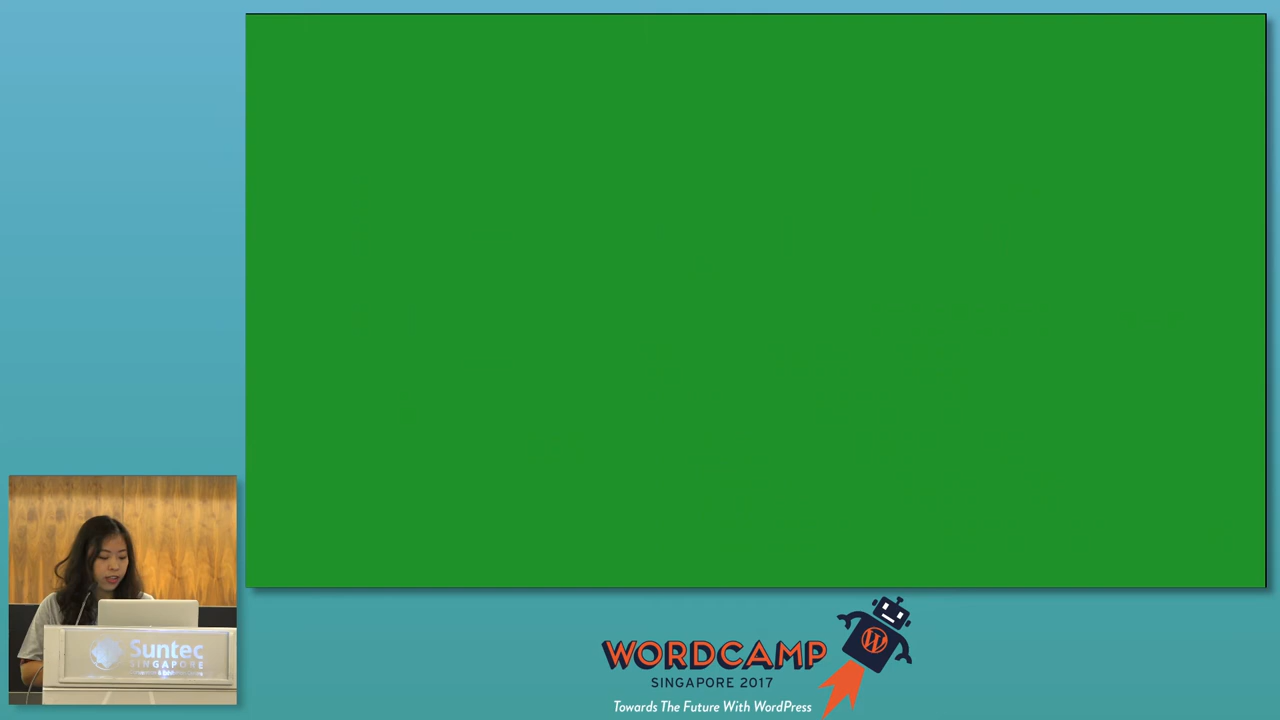 Suntec
SINGAPORE
WORDCAMP
SINGAPORE 2017
Towards The Future With WordPress